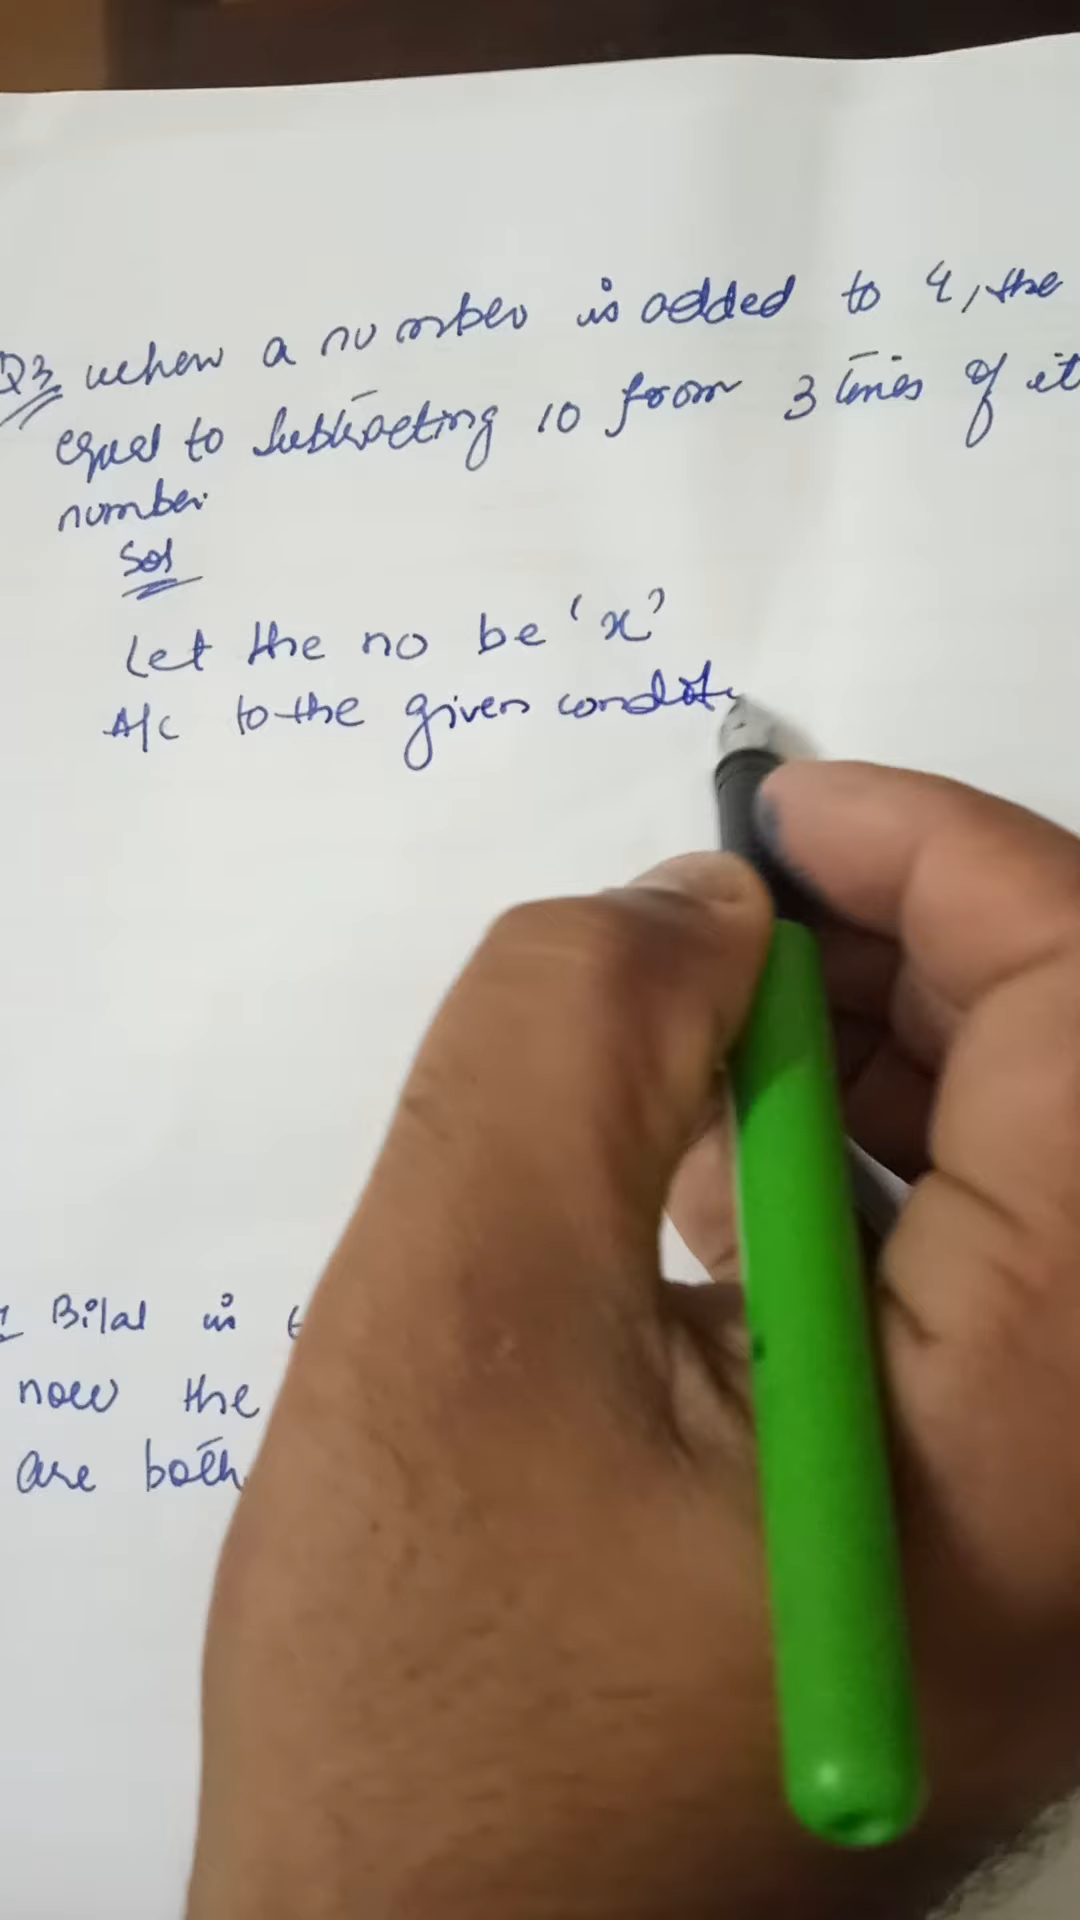 Q3 when a number is added to 4, the
equal to subtracting 10 from 3 times of it
number.
Sol
Let the no be 'x'
A/c to the given condit
Bilal is
now the
are both